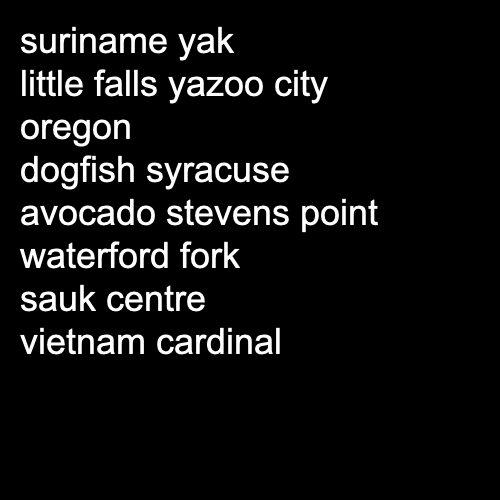 suriname yak
little falls yazoo city
oregon
dogfish syracuse
avocado stevens point
waterford fork
sauk centre
vietnam cardinal